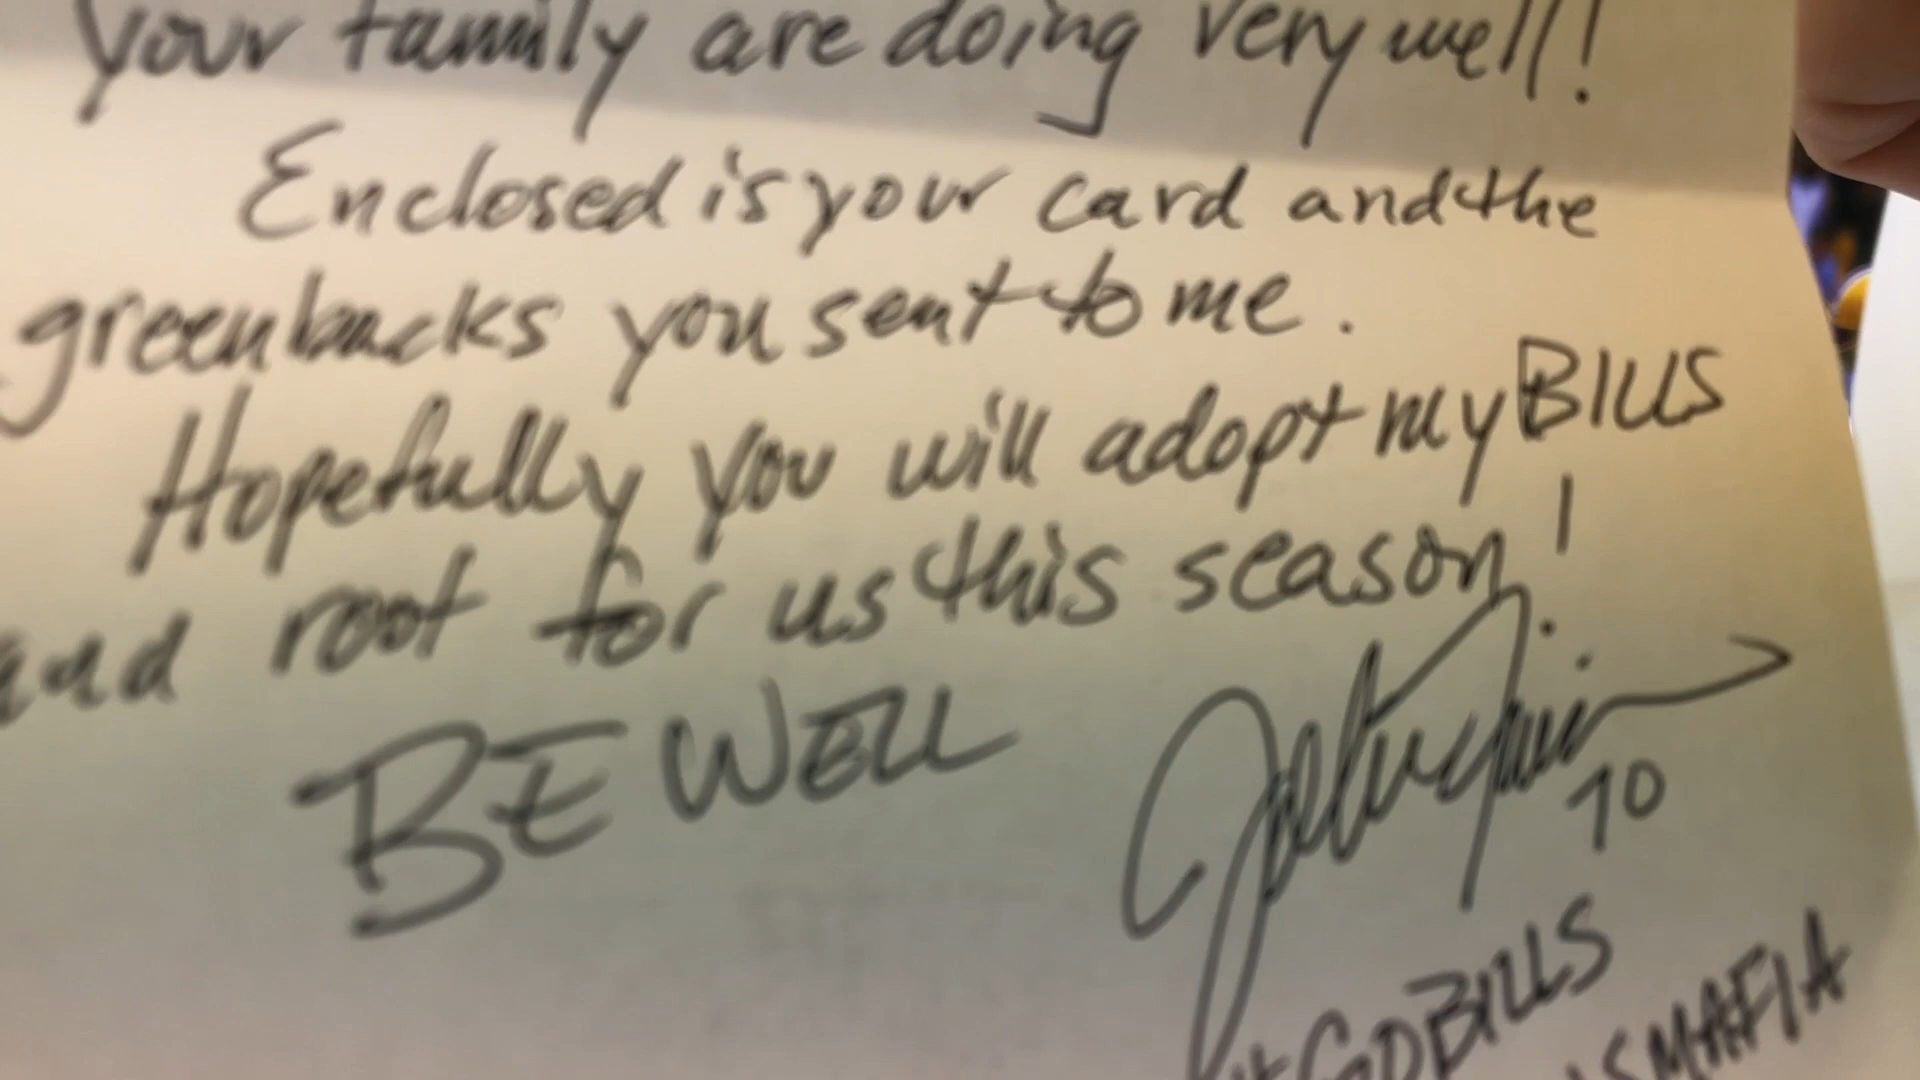 your family are doing very well!
Enclosed is your card and the
greenbacks you sent to me.
Hopefully you will adopt my BILLS
and root for us this season!
BE WELL
10
#GOBILLS
SMAFIA